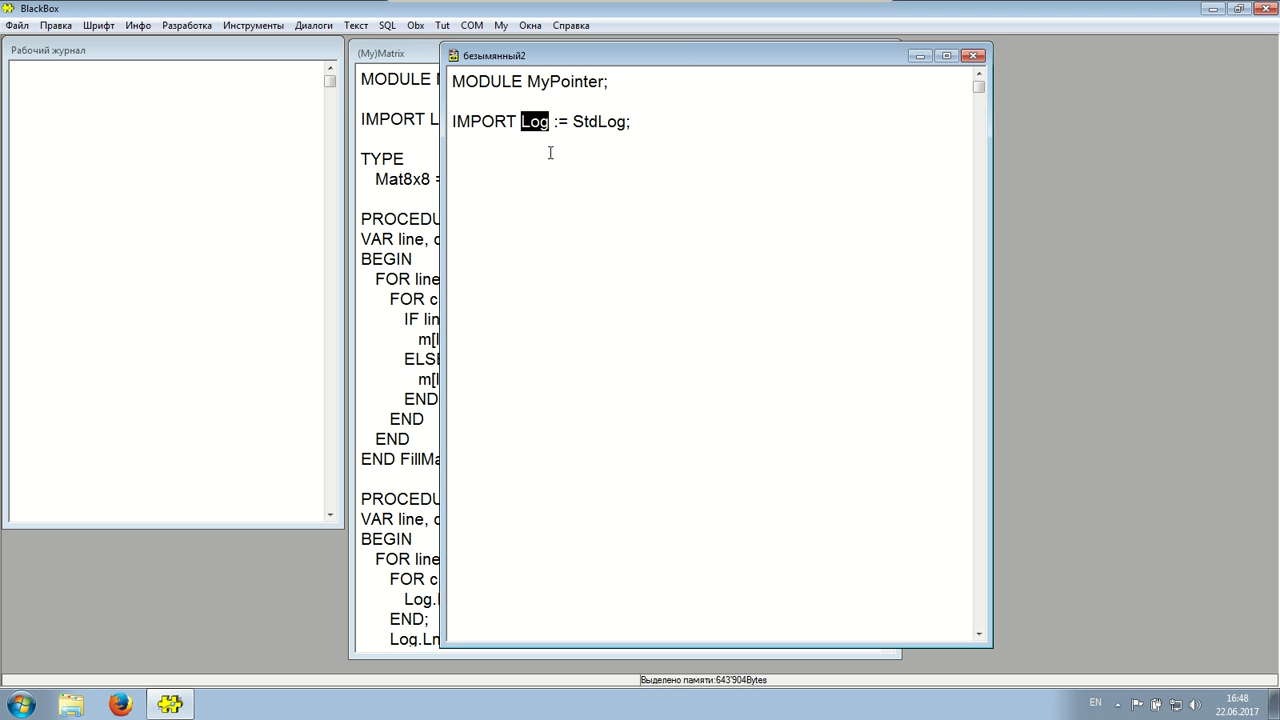 BlackBox
Файл Правка Шрифт Инфо Разработка Инструменты Диалоги Текст SQL Obx Tut COM My Окна Справка
Рабочий журнал
(My)Matrix
MODULE
IMPORT L
TYPE
Mat8x8 =
PROCEDU
VAR line, c
BEGIN
FOR line
FOR c
IF lin
m[l
ELSE
m[l
END
END
END
END FillMa
PROCEDU
VAR line, c
BEGIN
FOR line
FOR c
Log.
END;
Log.Ln
безымянный2
MODULE MyPointer;
IMPORT Log := StdLog;
Выделено памяти:643'904Bytes
EN
16:48
22.06.2017